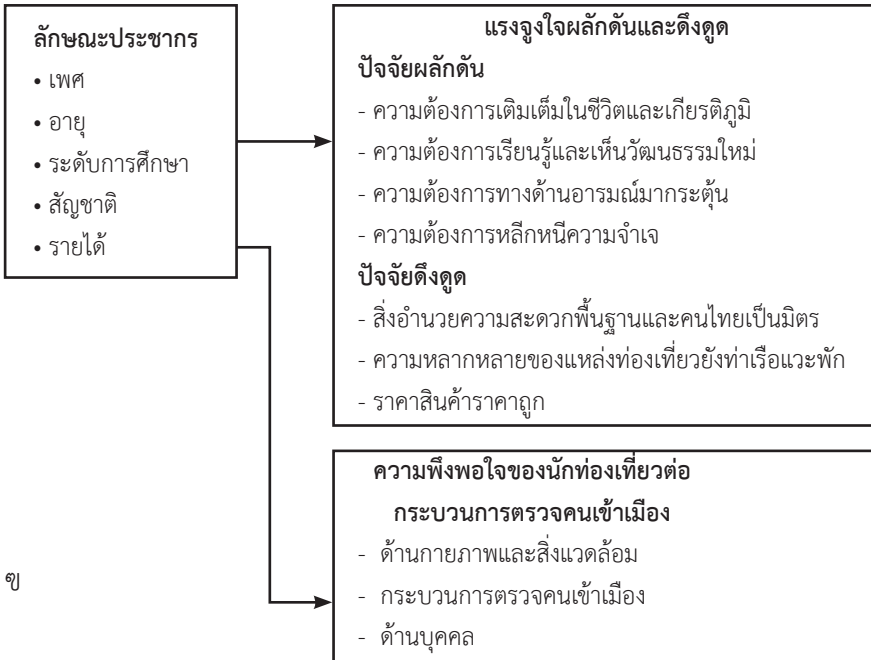 ลักษณะประชากร
• เพศ
• อายุ
• ระดับการศึกษา
• สัญชาติ
• รายได้
แรงจูงใจผลักดันและดึงดูด
ปัจจัยผลักดัน
- ความต้องการเติมเต็มในชีวิตและเกียรติภูมิ
- ความต้องการเรียนรู้และเห็นวัฒนธรรมใหม่
- ความต้องการทางด้านอารมณ์มากระตุ้น
- ความต้องการหลีกหนีความจำเจ
ปัจจัยดึงดูด
- สิ่งอำนวยความสะดวกพื้นฐานและคนไทยเป็นมิตร
- ความหลากหลายของแหล่งท่องเที่ยวยังท่าเรือแวะพัก
- ราคาสินค้าราคาถูก
ความพึงพอใจของนักท่องเที่ยวต่อ
กระบวนการตรวจคนเข้าเมือง
- ด้านกายภาพและสิ่งแวดล้อม
- กระบวนการตรวจคนเข้าเมือง
- ด้านบุคคล
ฃ